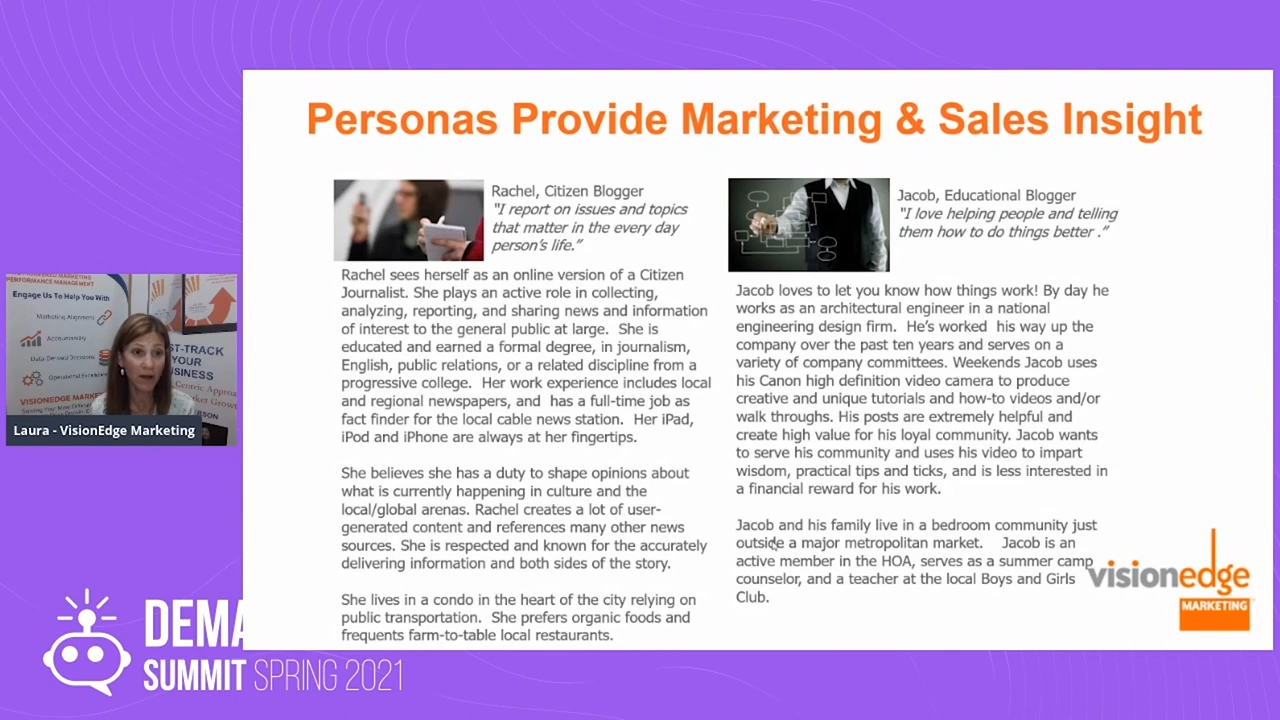 Personas Provide Marketing & Sales Insight
Rachel, Citizen Blogger
“I report on issues and topics
that matter in the every day
person’s life.”
Rachel sees herself as an online version of a Citizen
Journalist. She plays an active role in collecting,
analyzing, reporting, and sharing news and information
of interest to the general public at large. She is
educated and earned a formal degree, in journalism,
English, public relations, or a related discipline from a
progressive college. Her work experience includes local
and regional newspapers, and has a full-time job as
fact finder for the local cable news station. Her iPad,
iPod and iPhone are always at her fingertips.
She believes she has a duty to shape opinions about
what is currently happening in culture and the
local/global arenas. Rachel creates a lot of user-
generated content and references many other news
sources. She is respected and known for the accurately
delivering information and both sides of the story.
She lives in a condo in the heart of the city relying on
public transportation. She prefers organic foods and
frequents farm-to-table local restaurants.
Jacob, Educational Blogger
“I love helping people and telling
them how to do things better .”
Jacob loves to let you know how things work! By day he
works as an architectural engineer in a national
engineering design firm. He’s worked his way up the
company over the past ten years and serves on a
variety of company committees. Weekends Jacob uses
his Canon high definition video camera to produce
creative and unique tutorials and how-to videos and/or
walk throughs. His posts are extremely helpful and
create high value for his loyal community. Jacob wants
to serve his community and uses his video to impart
wisdom, practical tips and ticks, and is less interested in
a financial reward for his work.
Jacob and his family live in a bedroom community just
outside a major metropolitan market. Jacob is an
active member in the HOA, serves as a summer camp
counselor, and a teacher at the local Boys and Girls
Club.
visionedge
MARKETING
PERFORMANCE MANAGEMENT
Engage Us To Help You With
Marketing Alignment
Accountability
Data-Derived Decisions
Operational Excellence
VISIONEDGE MARKETING
ST-TRACK
YOUR
BUSINESS
Laura - VisionEdge Marketing
DEMA
SUMMIT SPRING 2021